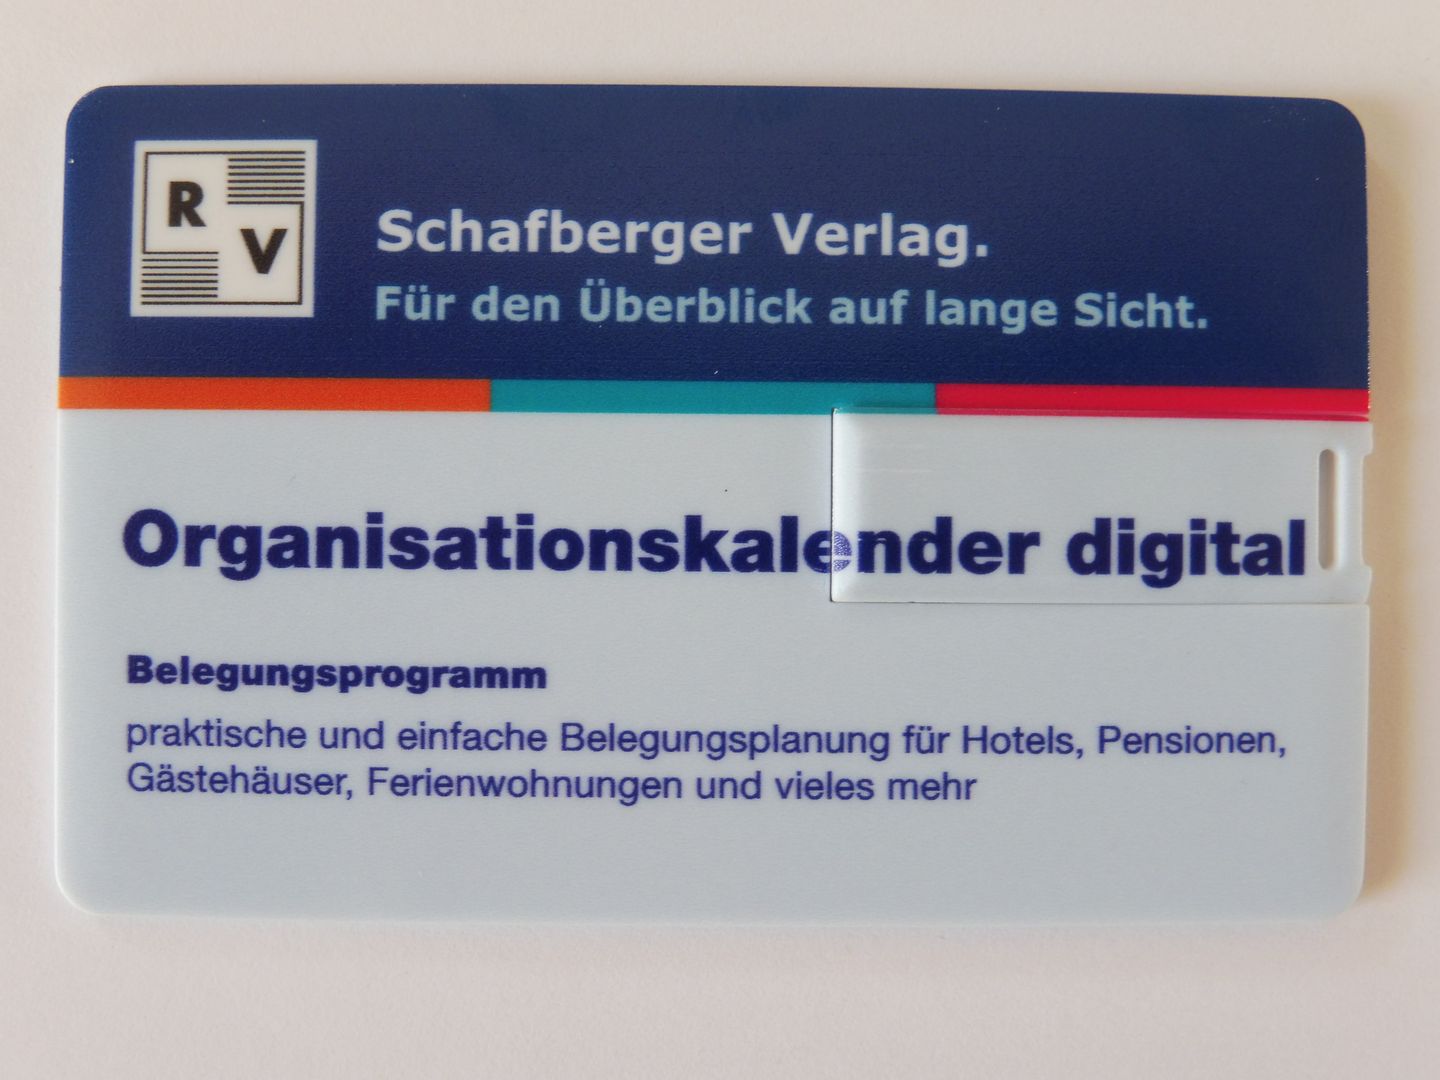 R
V
Schafberger Verlag.
Für den Überblick auf lange Sicht.
Organisationskalender digital
Belegungsprogramm
praktische und einfache Belegungsplanung für Hotels, Pensionen,
Gästehäuser, Ferienwohnungen und vieles mehr